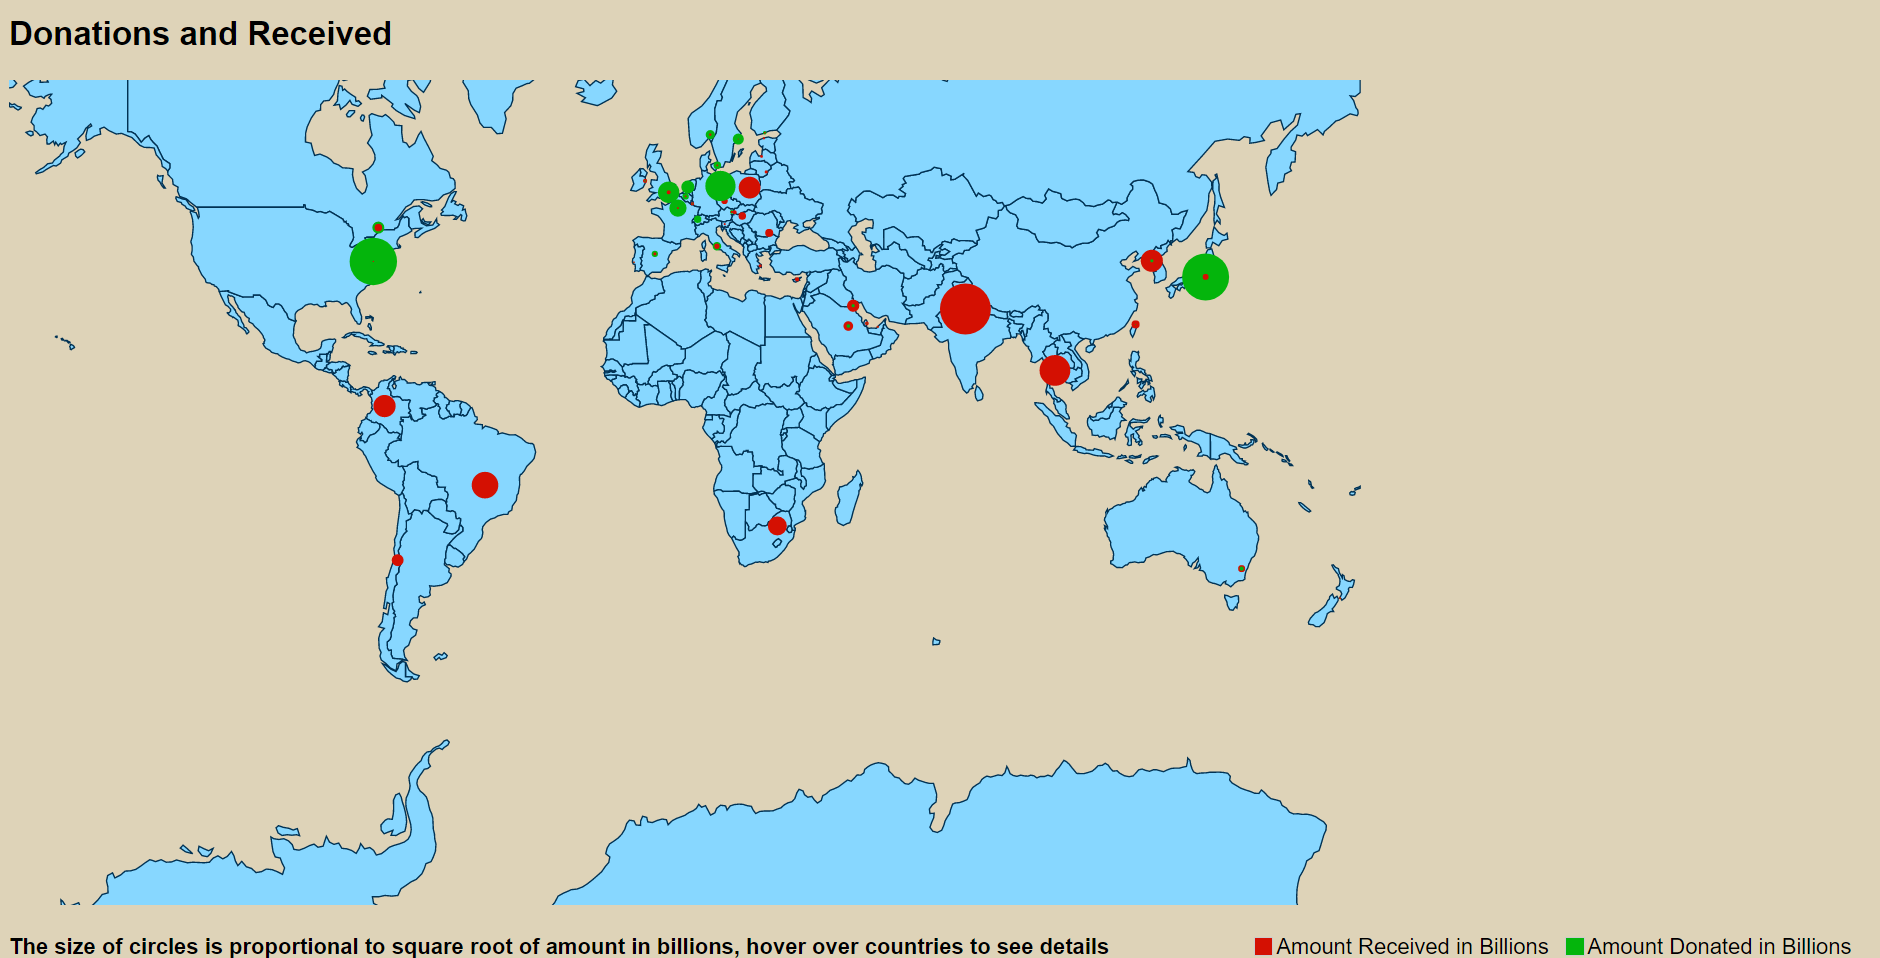 Donations and Received
The size of circles is proportional to square root of amount in billions, hover over countries to see details
Amount Received in Billions
Amount Donated in Billions